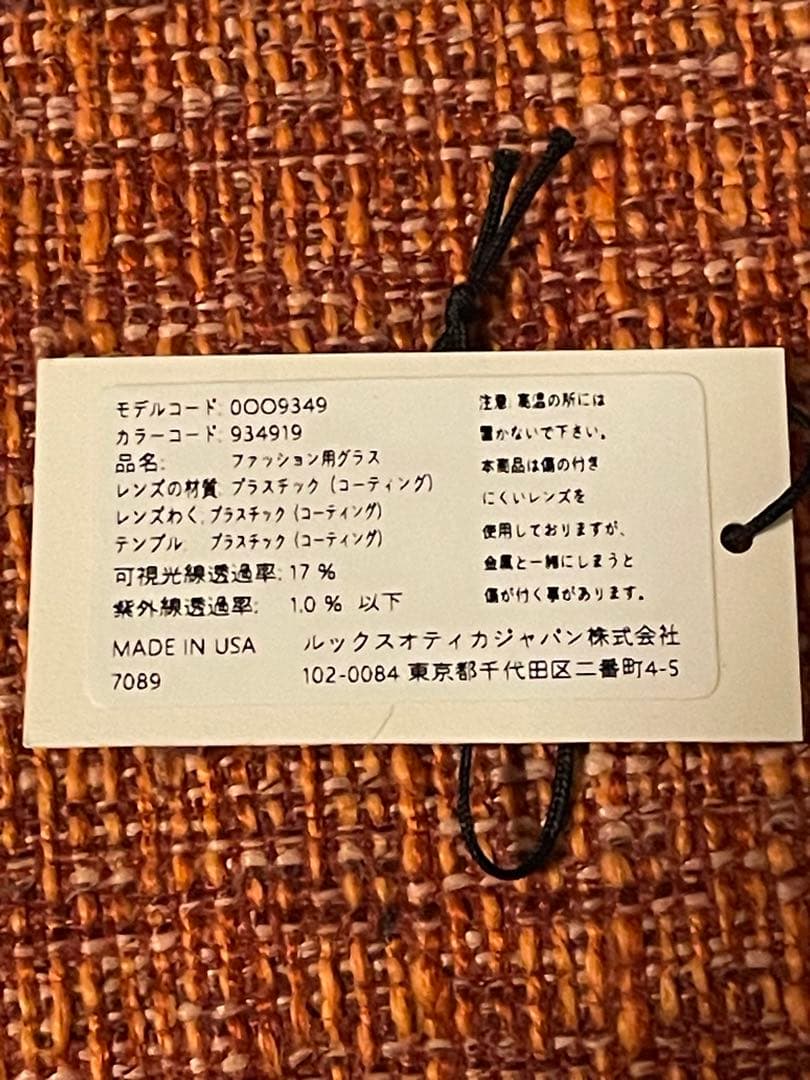 モデルコード: 0OO9349
カラーコード: 934919
品名: ファッション用グラス
レンズの材質: プラスチック (コーティング)
レンズわく: プラスチック (コーティング)
テンプル: プラスチック (コーティング)
可視光線透過率: 17 %
紫外線透過率: 1.0 % 以下
MADE IN USA
7089
注意: 高温の所には
置かないで下さい。
本商品は傷の付き
にくいレンズを
使用しておりますが、
金属と一緒にしまうと
傷が付く事があります。
ルックスオティカジャパン株式会社
102-0084 東京都千代田区二番町4-5